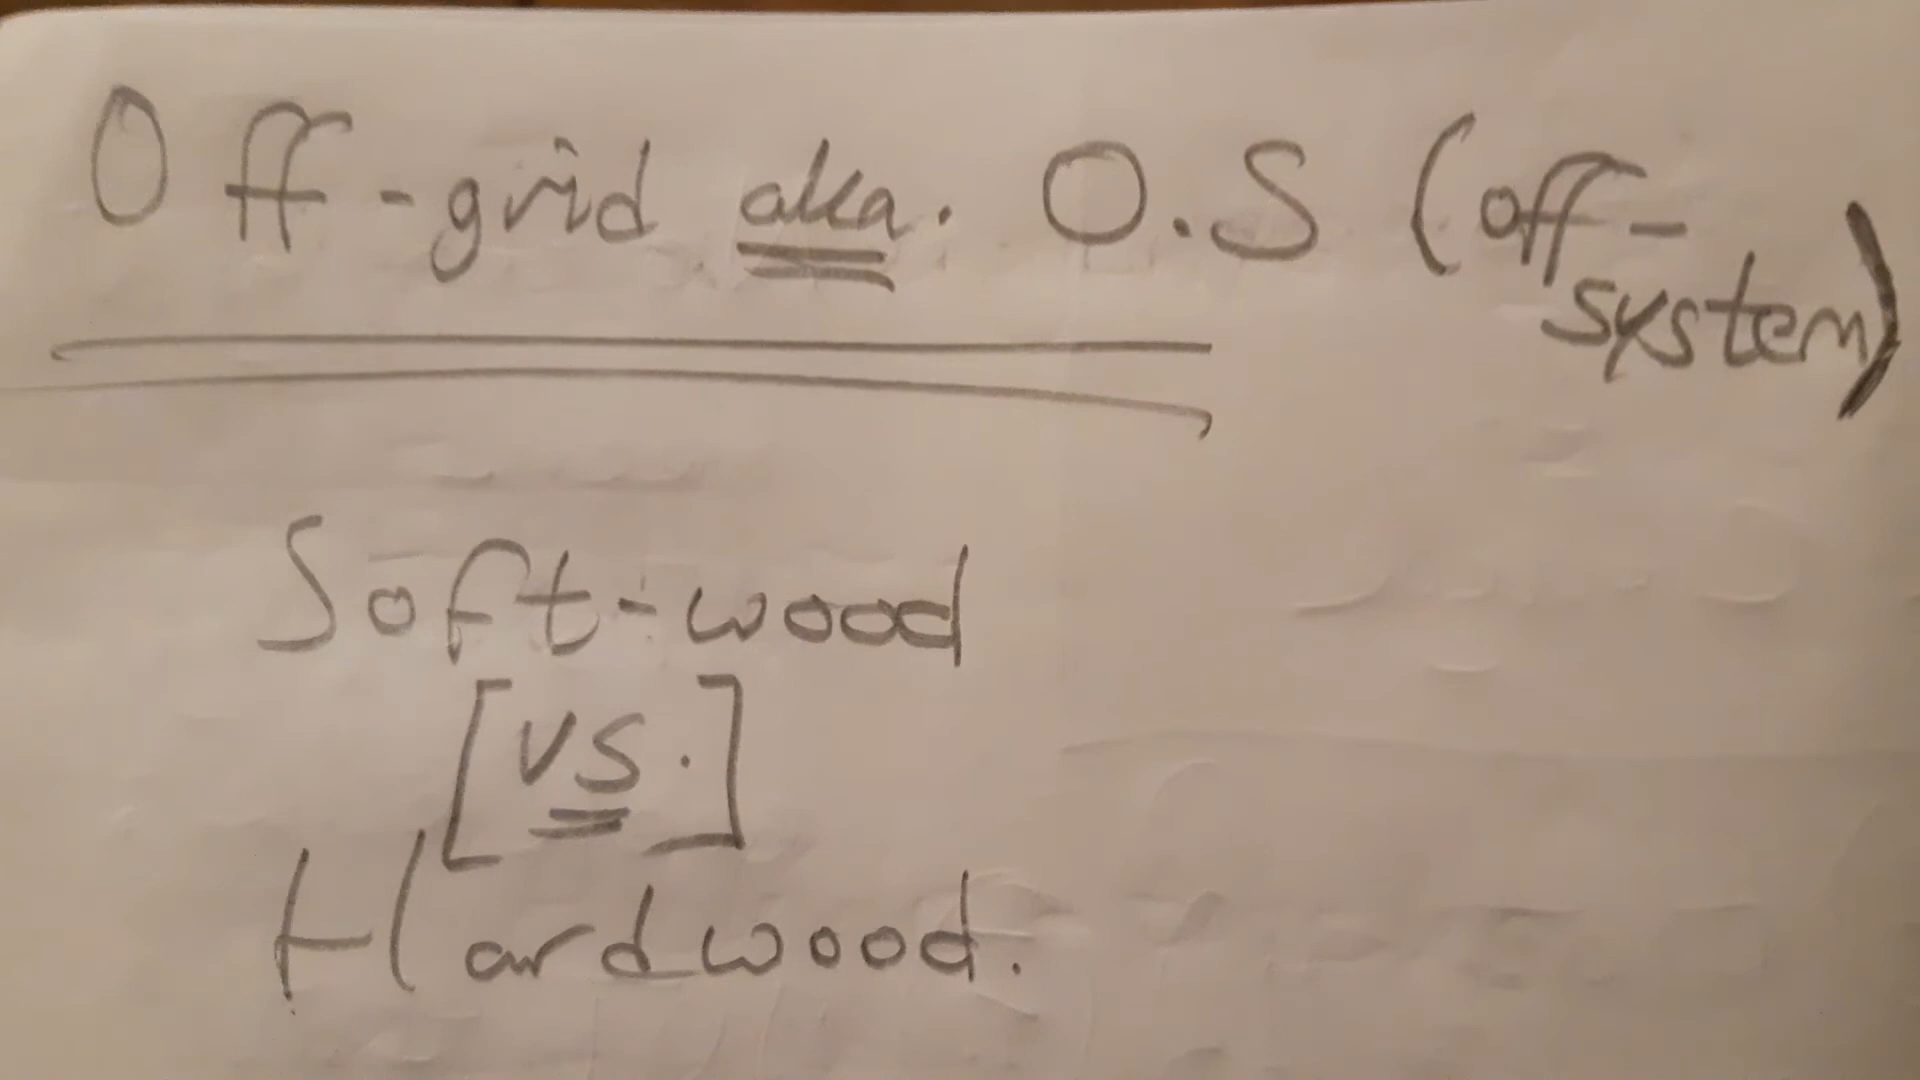 Off-grid aka. O.S (off-
system)
Soft-wood
[vs.]
Hardwood.